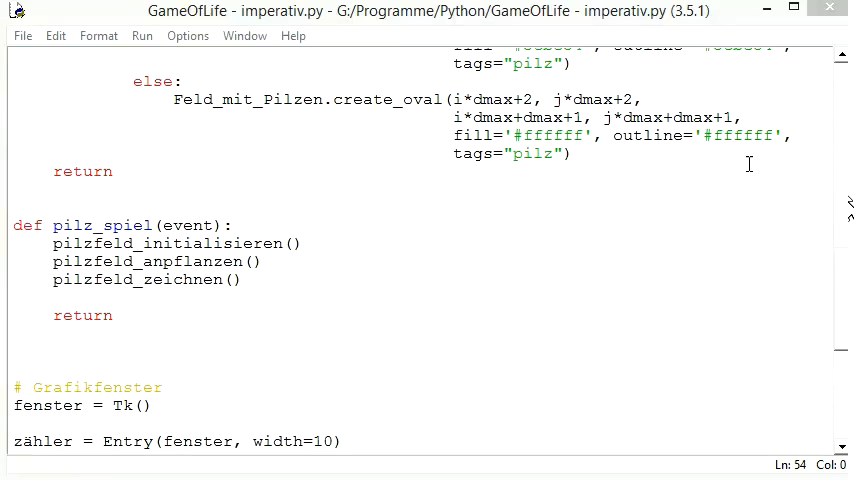 GameOfLife - imperativ.py - G:/Programme/Python/GameOfLife - imperativ.py (3.5.1)
File Edit Format Run Options Window Help
tags="pilz")
else:
Feld_mit_Pilzen.create_oval(i*dmax+2, j*dmax+2,
i*dmax+dmax+1, j*dmax+dmax+1,
fill='#ffffff', outline='#ffffff',
tags="pilz")
return
def pilz_spiel(event):
pilzfeld_initialisieren()
pilzfeld_anpflanzen()
pilzfeld_zeichnen()
return
# Grafikfenster
fenster = Tk()
zähler = Entry(fenster, width=10)
Ln: 54 Col: 0